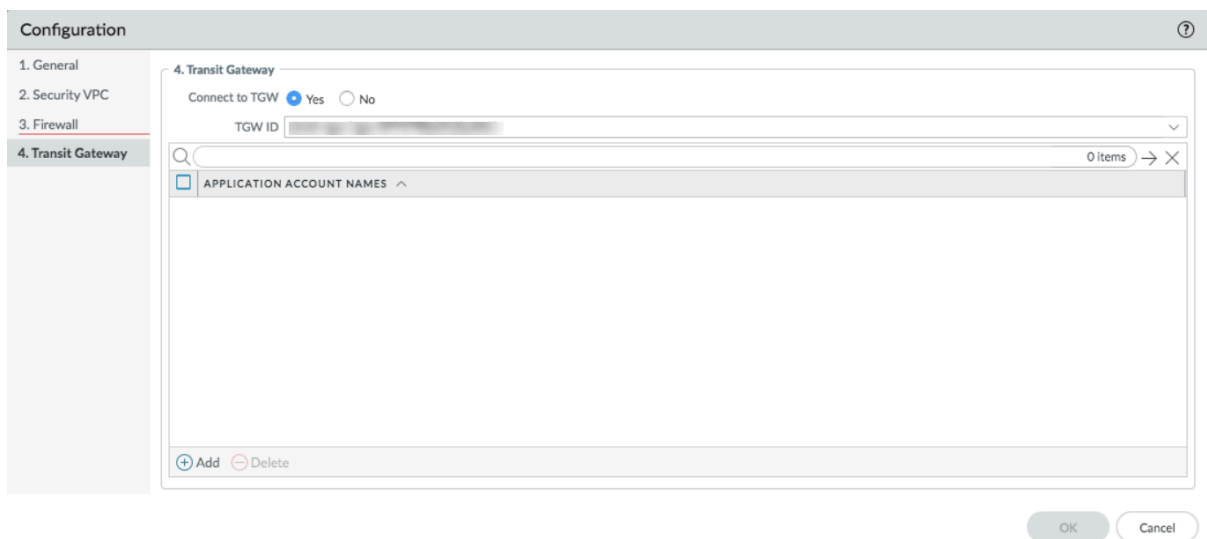 Configuration
1. General
2. Security VPC
3. Firewall
4. Transit Gateway
4. Transit Gateway
Connect to TGW Yes No
TGW ID
0 items
APPLICATION ACCOUNT NAMES
Add Delete
OK Cancel